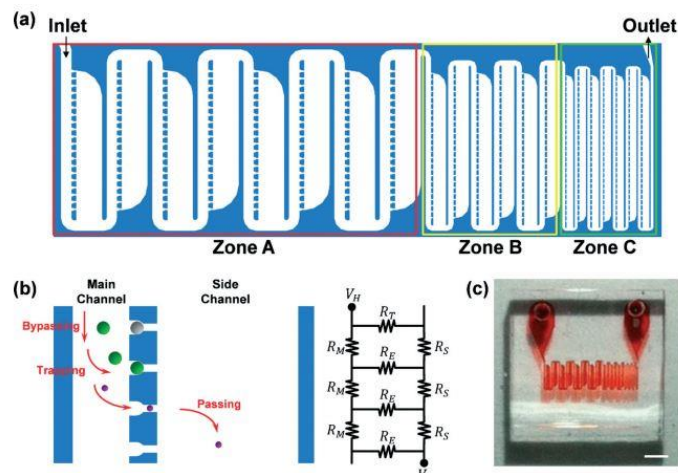 (a)
Inlet
Outlet
Zone A
Zone B
Zone C
(b)
Main
Channel
Side
Channel
Bypassing
Trapping
Passing
V_H
R_T
R_M
R_E
R_S
R_M
R_E
R_S
R_M
R_E
R_S
(c)